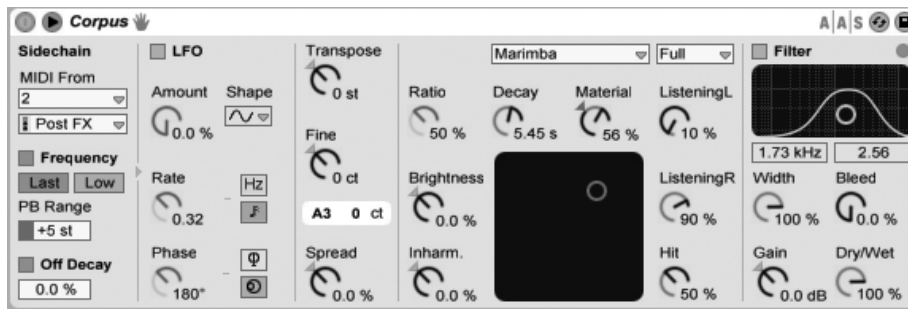 Corpus
A|A|S
Sidechain
MIDI From
2
Post FX
Frequency
Last Low
PB Range
+5 st
Off Decay
0.0 %
LFO
Amount Shape
0.0 %
Rate
Hz
0.32
Phase
Φ
180°
Transpose
0 st
Fine
0 ct
A3 0 ct
Spread
0.0 %
Marimba Full
Ratio Decay Material ListeningL
50 % 5.45 s 56 % 10 %
Brightness ListeningR
0.0 % 90 %
Inharm. Hit
0.0 % 50 %
Filter
1.73 kHz 2.56
Width Bleed
100 % 0.0 %
Gain Dry/Wet
0.0 dB 100 %